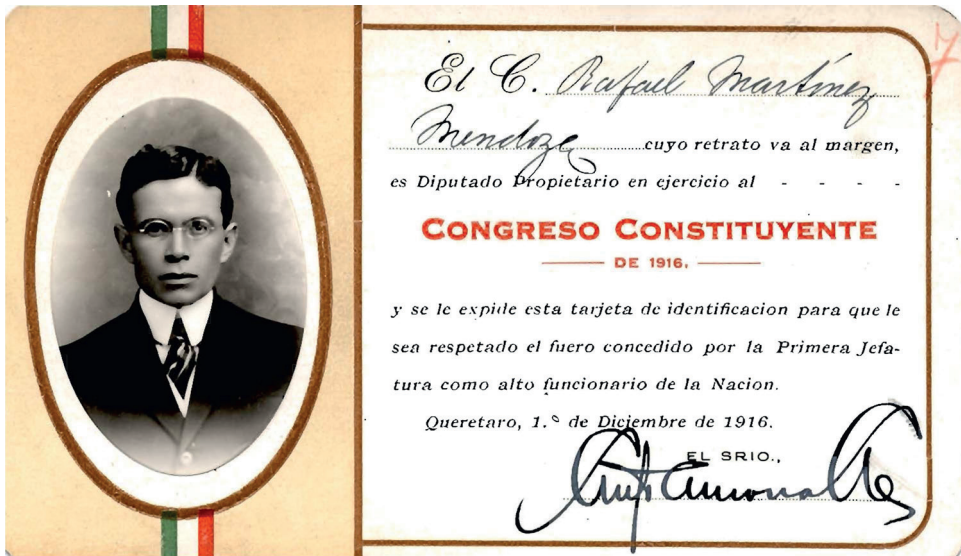 El C. Rafael Martínez
Mendoza cuyo retrato va al margen,
es Diputado Propietario en ejercicio al - - - -
CONGRESO CONSTITUYENTE
DE 1916.
y se le expide esta tarjeta de identificacion para que le
sea respetado el fuero concedido por la Primera Jefa-
tura como alto funcionario de la Nacion.
Queretaro, 1.º de Diciembre de 1916.
EL SRIO.,
7